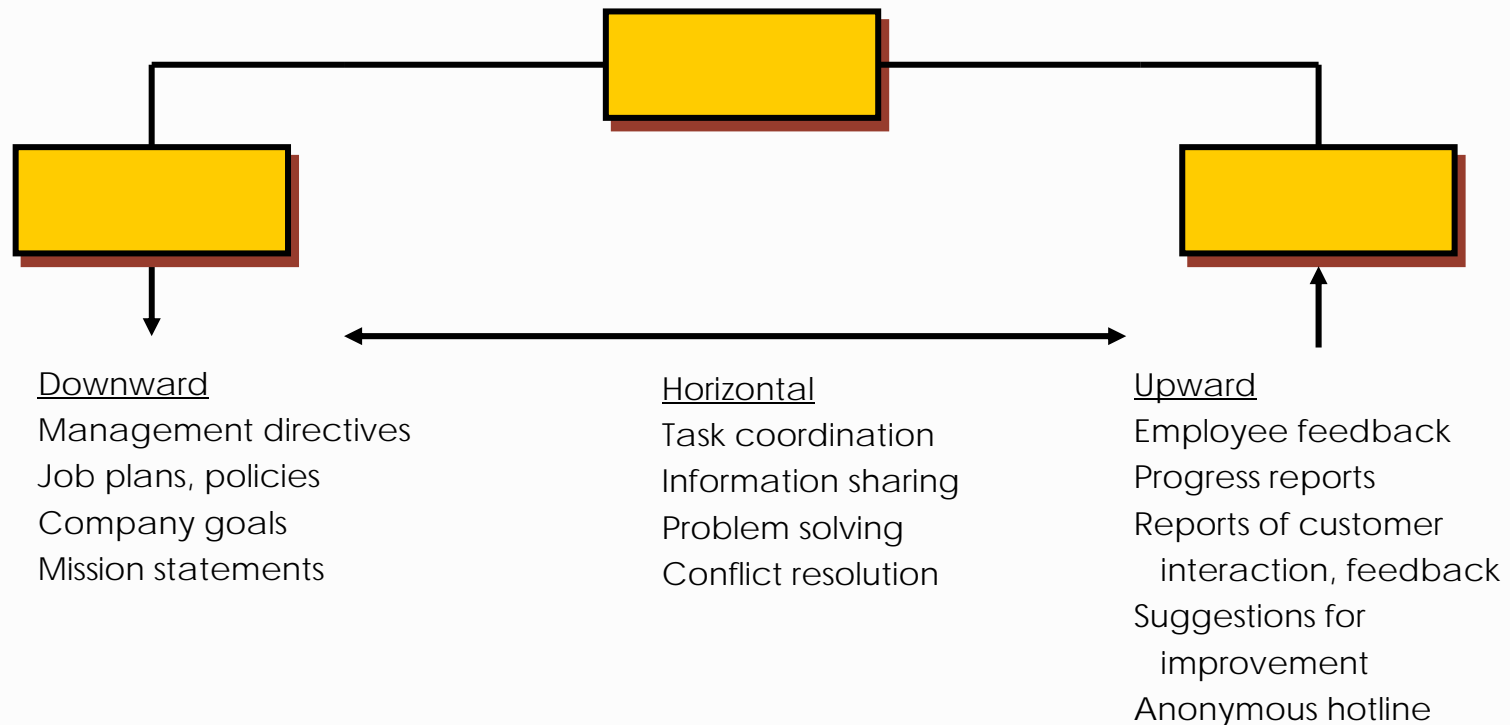 Downward
Management directives
Job plans, policies
Company goals
Mission statements
Horizontal
Task coordination
Information sharing
Problem solving
Conflict resolution
Upward
Employee feedback
Progress reports
Reports of customer
interaction, feedback
Suggestions for
improvement
Anonymous hotline